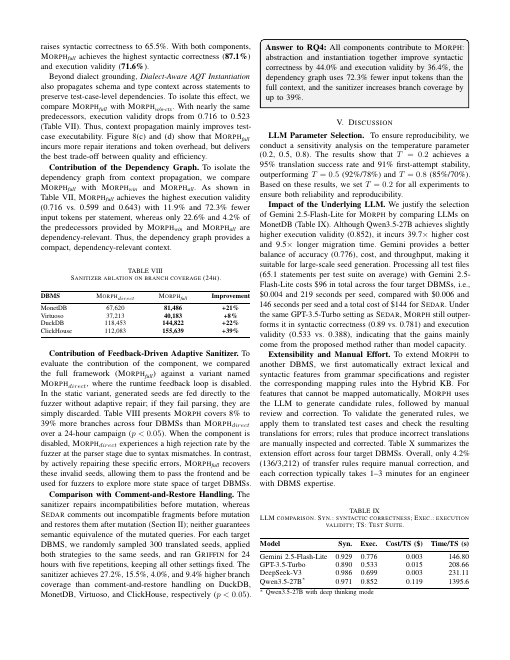 raises syntactic correctness to 65.5%. With both components,
MORPHfull achieves the highest syntactic correctness (87.1%)
and execution validity (71.6%).
Beyond dialect grounding, Dialect-Aware AQT Instantiation
also propagates schema and type context across statements to
preserve test-case-level dependencies. To isolate this effect, we
compare MORPHfull with MORPHw/o-ctx. With nearly the same
predecessors, execution validity drops from 0.716 to 0.523
(Table VII). Thus, context propagation mainly improves test-
case executability. Figure 8(c) and (d) show that MORPHfull
incurs more repair iterations and token overhead, but delivers
the best trade-off between quality and efficiency.
Contribution of the Dependency Graph. To isolate the
dependency graph from context propagation, we compare
MORPHfull with MORPHwin and MORPHall. As shown in
Table VII, MORPHfull achieves the highest execution validity
(0.716 vs. 0.599 and 0.643) with 11.9% and 72.3% fewer
input tokens per statement, whereas only 22.6% and 4.2% of
the predecessors provided by MORPHwin and MORPHall are
dependency-relevant. Thus, the dependency graph provides a
compact, dependency-relevant context.
TABLE VIII
SANITIZER ABLATION ON BRANCH COVERAGE (24H).
DBMS MORPHdirect MORPHfull Improvement
MonetDB 67,620 81,486 +21%
Virtuoso 37,213 40,183 +8%
DuckDB 118,453 144,822 +22%
ClickHouse 112,083 155,639 +39%
Contribution of Feedback-Driven Adaptive Sanitizer. To
evaluate the contribution of the component, we compared
the full framework (MORPHfull) against a variant named
MORPHdirect, where the runtime feedback loop is disabled.
In the static variant, generated seeds are fed directly to the
fuzzer without adaptive repair; if they fail parsing, they are
simply discarded. Table VIII presents MORPH covers 8% to
39% more branches across four DBMSs than MORPHdirect
over a 24-hour campaign (p < 0.05). When the component is
disabled, MORPHdirect experiences a high rejection rate by the
fuzzer at the parser stage due to syntax mismatches. In contrast,
by actively repairing these specific errors, MORPHfull recovers
these invalid seeds, allowing them to pass the frontend and be
used for fuzzers to explore more state space of target DBMSs.
Comparison with Comment-and-Restore Handling. The
sanitizer repairs incompatibilities before mutation, whereas
SEDAR comments out incompatible fragments before mutation
and restores them after mutation (Section II); neither guarantees
semantic equivalence of the mutated queries. For each target
DBMS, we randomly sampled 300 translated seeds, applied
both strategies to the same seeds, and ran GRIFFIN for 24
hours with five repetitions, keeping all other settings fixed. The
sanitizer achieves 27.2%, 15.5%, 4.0%, and 9.4% higher branch
coverage than comment-and-restore handling on DuckDB,
MonetDB, Virtuoso, and ClickHouse, respectively (p < 0.05).
Answer to RQ4: All components contribute to MORPH:
abstraction and instantiation together improve syntactic
correctness by 44.0% and execution validity by 36.4%, the
dependency graph uses 72.3% fewer input tokens than the
full context, and the sanitizer increases branch coverage by
up to 39%.
V. DISCUSSION
LLM Parameter Selection. To ensure reproducibility, we
conduct a sensitivity analysis on the temperature parameter
(0.2, 0.5, 0.8). The results show that T = 0.2 achieves a
95% translation success rate and 91% first-attempt stability,
outperforming T = 0.5 (92%/78%) and T = 0.8 (85%/70%).
Based on these results, we set T = 0.2 for all experiments to
ensure both reliability and reproducibility.
Impact of the Underlying LLM. We justify the selection
of Gemini 2.5-Flash-Lite for MORPH by comparing LLMs on
MonetDB (Table IX). Although Qwen3.5-27B achieves slightly
higher execution validity (0.852), it incurs 39.7× higher cost
and 9.5× longer migration time. Gemini provides a better
balance of accuracy (0.776), cost, and throughput, making it
suitable for large-scale seed generation. Processing all test files
(65.1 statements per test suite on average) with Gemini 2.5-
Flash-Lite costs $96 in total across the four target DBMSs, i.e.,
$0.004 and 219 seconds per seed, compared with $0.006 and
146 seconds per seed and a total cost of $144 for SEDAR. Under
the same GPT-3.5-Turbo setting as SEDAR, MORPH still outper-
forms it in syntactic correctness (0.89 vs. 0.781) and execution
validity (0.533 vs. 0.388), indicating that the gains mainly
come from the proposed method rather than model capacity.
Extensibility and Manual Effort. To extend MORPH to
another DBMS, we first automatically extract lexical and
syntactic features from grammar specifications and register
the corresponding mapping rules into the Hybrid KB. For
features that cannot be mapped automatically, MORPH uses
the LLM to generate candidate rules, followed by manual
review and correction. To validate the generated rules, we
apply them to translated test cases and check the resulting
translations for errors; rules that produce incorrect translations
are manually inspected and corrected. Table X summarizes the
extension effort across four target DBMSs. Overall, only 4.2%
(136/3,212) of transfer rules require manual correction, and
each correction typically takes 1–3 minutes for an engineer
with DBMS expertise.
TABLE IX
LLM COMPARISON. SYN.: SYNTACTIC CORRECTNESS; EXEC.: EXECUTION
VALIDITY; TS: TEST SUITE.
Model Syn. Exec. Cost/TS ($) Time/TS (s)
Gemini 2.5-Flash-Lite 0.929 0.776 0.003 146.80
GPT-3.5-Turbo 0.890 0.533 0.015 208.66
DeepSeek-V3 0.986 0.699 0.003 231.11
Qwen3.5-27B* 0.971 0.852 0.119 1395.6
* Qwen3.5-27B with deep thinking mode